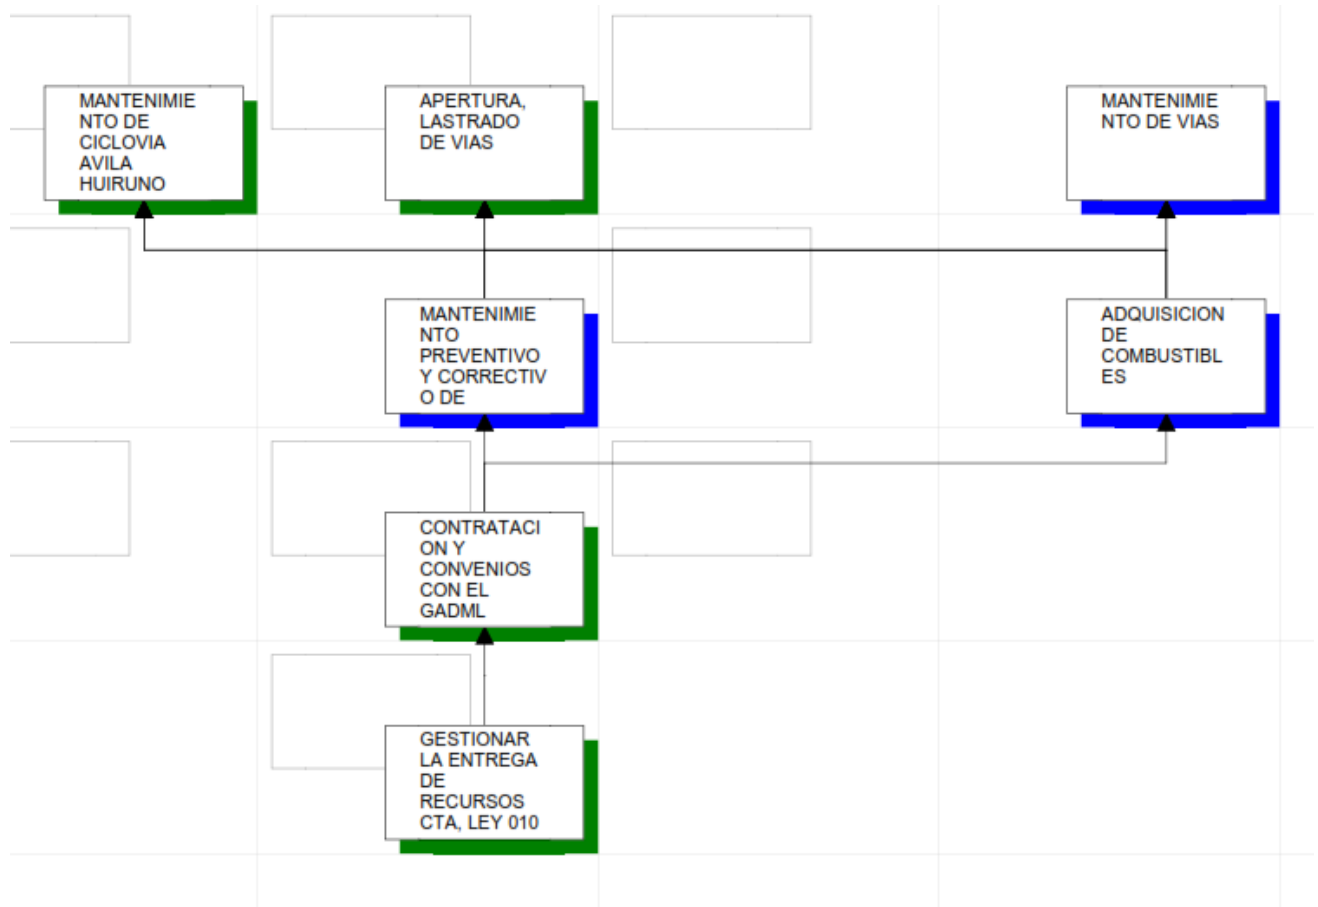 MANTENIMIE
NTO DE
CICLOVIA
AVILA
HUIRUNO
APERTURA,
LASTRADO
DE VIAS
MANTENIMIE
NTO DE VIAS
MANTENIMIE
NTO
PREVENTIVO
Y CORRECTIV
O DE
ADQUISICION
DE
COMBUSTIBL
ES
CONTRATACI
ON Y
CONVENIOS
CON EL
GADML
GESTIONAR
LA ENTREGA
DE
RECURSOS
CTA, LEY 010